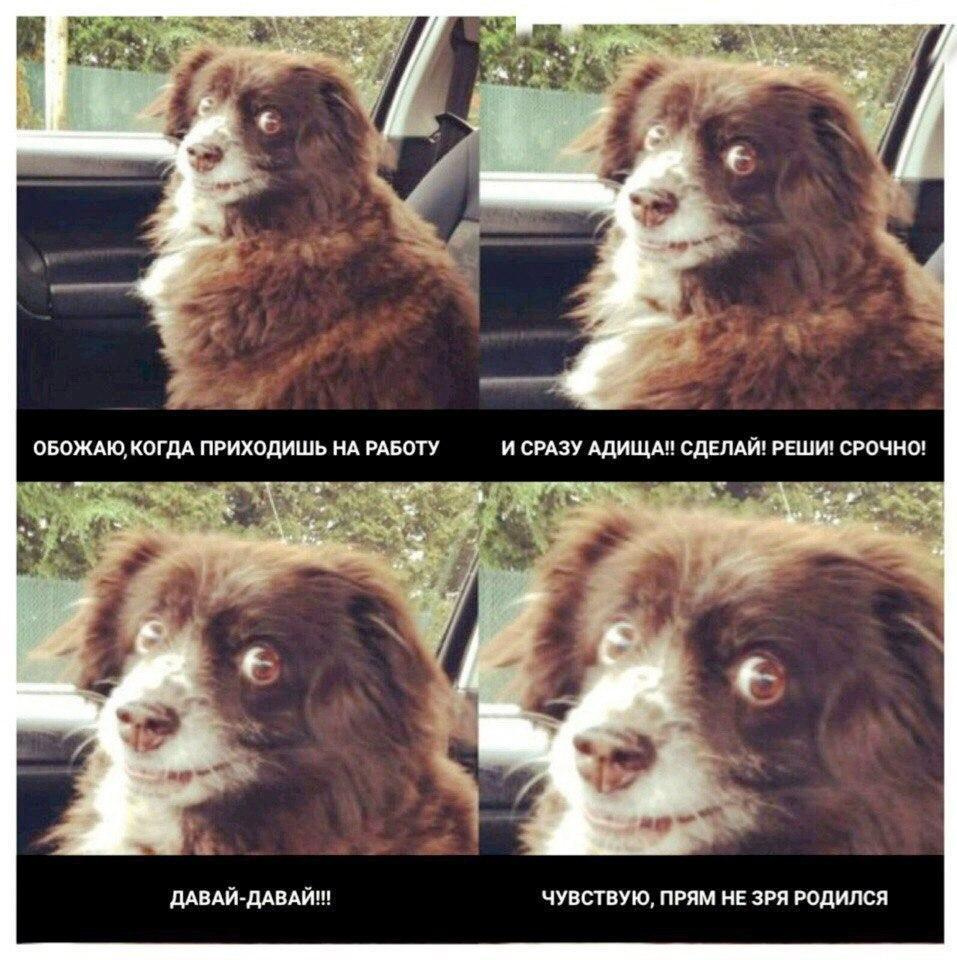 ОБОЖАЮ, КОГДА ПРИХОДИШЬ НА РАБОТУ
И СРАЗУ АДИЩА!! СДЕЛАЙ! РЕШИ! СРОЧНО!
ДАВАЙ-ДАВАЙ!!!
ЧУВСТВУЮ, ПРЯМ НЕ ЗРЯ РОДИЛСЯ